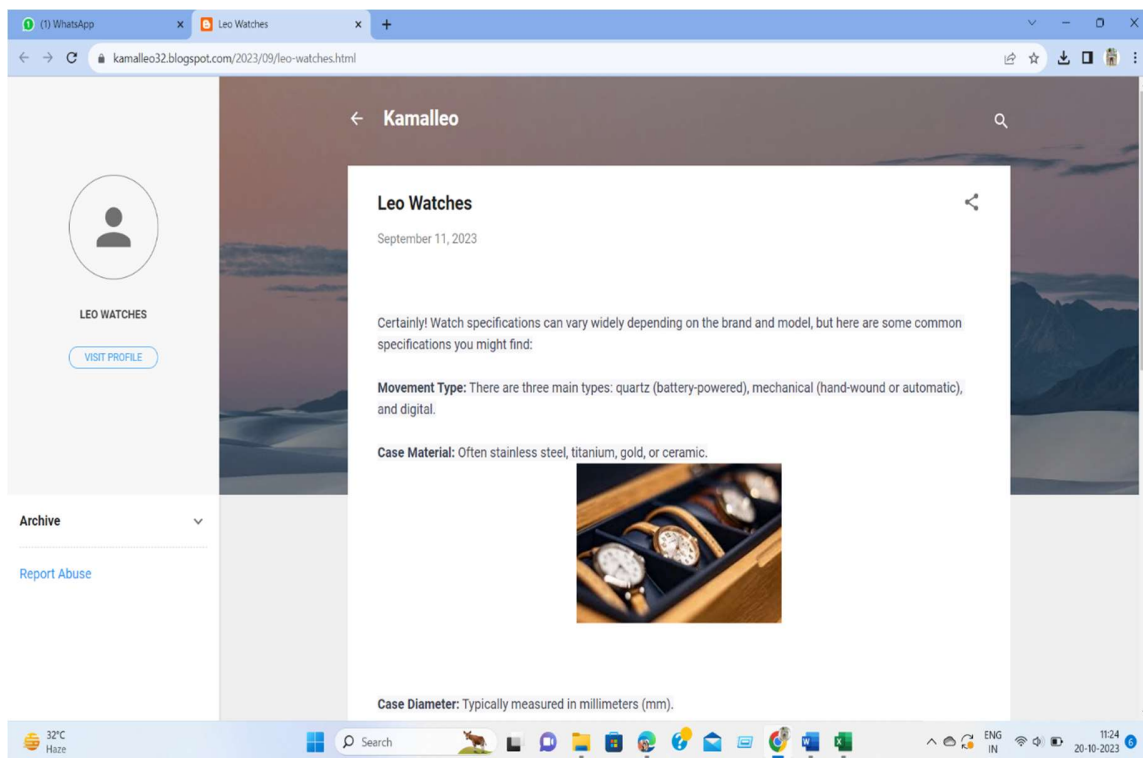 (1) WhatsApp
Leo Watches
kamalleo32.blogspot.com/2023/09/leo-watches.html
Kamalleo
LEO WATCHES
VISIT PROFILE
Archive
Report Abuse
Leo Watches
September 11, 2023
Certainly! Watch specifications can vary widely depending on the brand and model, but here are some common
specifications you might find:
Movement Type: There are three main types: quartz (battery-powered), mechanical (hand-wound or automatic),
and digital.
Case Material: Often stainless steel, titanium, gold, or ceramic.
Case Diameter: Typically measured in millimeters (mm).
32°C
Haze
Search
ENG
IN
11:24
20-10-2023
6